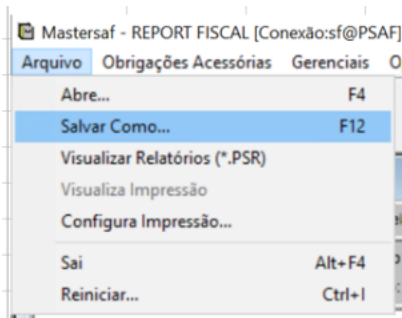 Mastersaf - REPORT FISCAL [Conexão:sf@PSAF]
Arquivo Obrigações Acessórias Gerenciais
Abre... F4
Salvar Como... F12
Visualizar Relatórios (*.PSR)
Visualiza Impressão
Configura Impressão...
Sai Alt+F4
Reiniciar... Ctrl+I